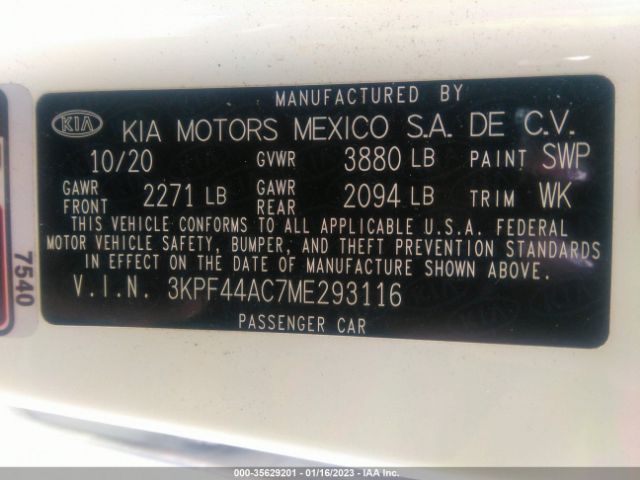 MANUFACTURED BY
KIA KIA MOTORS MEXICO S.A. DE C.V.
10/20 GVWR 3880 LB PAINT SWP
GAWR FRONT 2271 LB GAWR REAR 2094 LB TRIM WK
THIS VEHICLE CONFORMS TO ALL APPLICABLE U.S.A. FEDERAL
MOTOR VEHICLE SAFETY, BUMPER, AND THEFT PREVENTION STANDARDS
IN EFFECT ON THE DATE OF MANUFACTURE SHOWN ABOVE.
V.I.N. 3KPF44AC7ME293116
PASSENGER CAR
7540
000-35629201 - 01/16/2023 - IAA Inc.